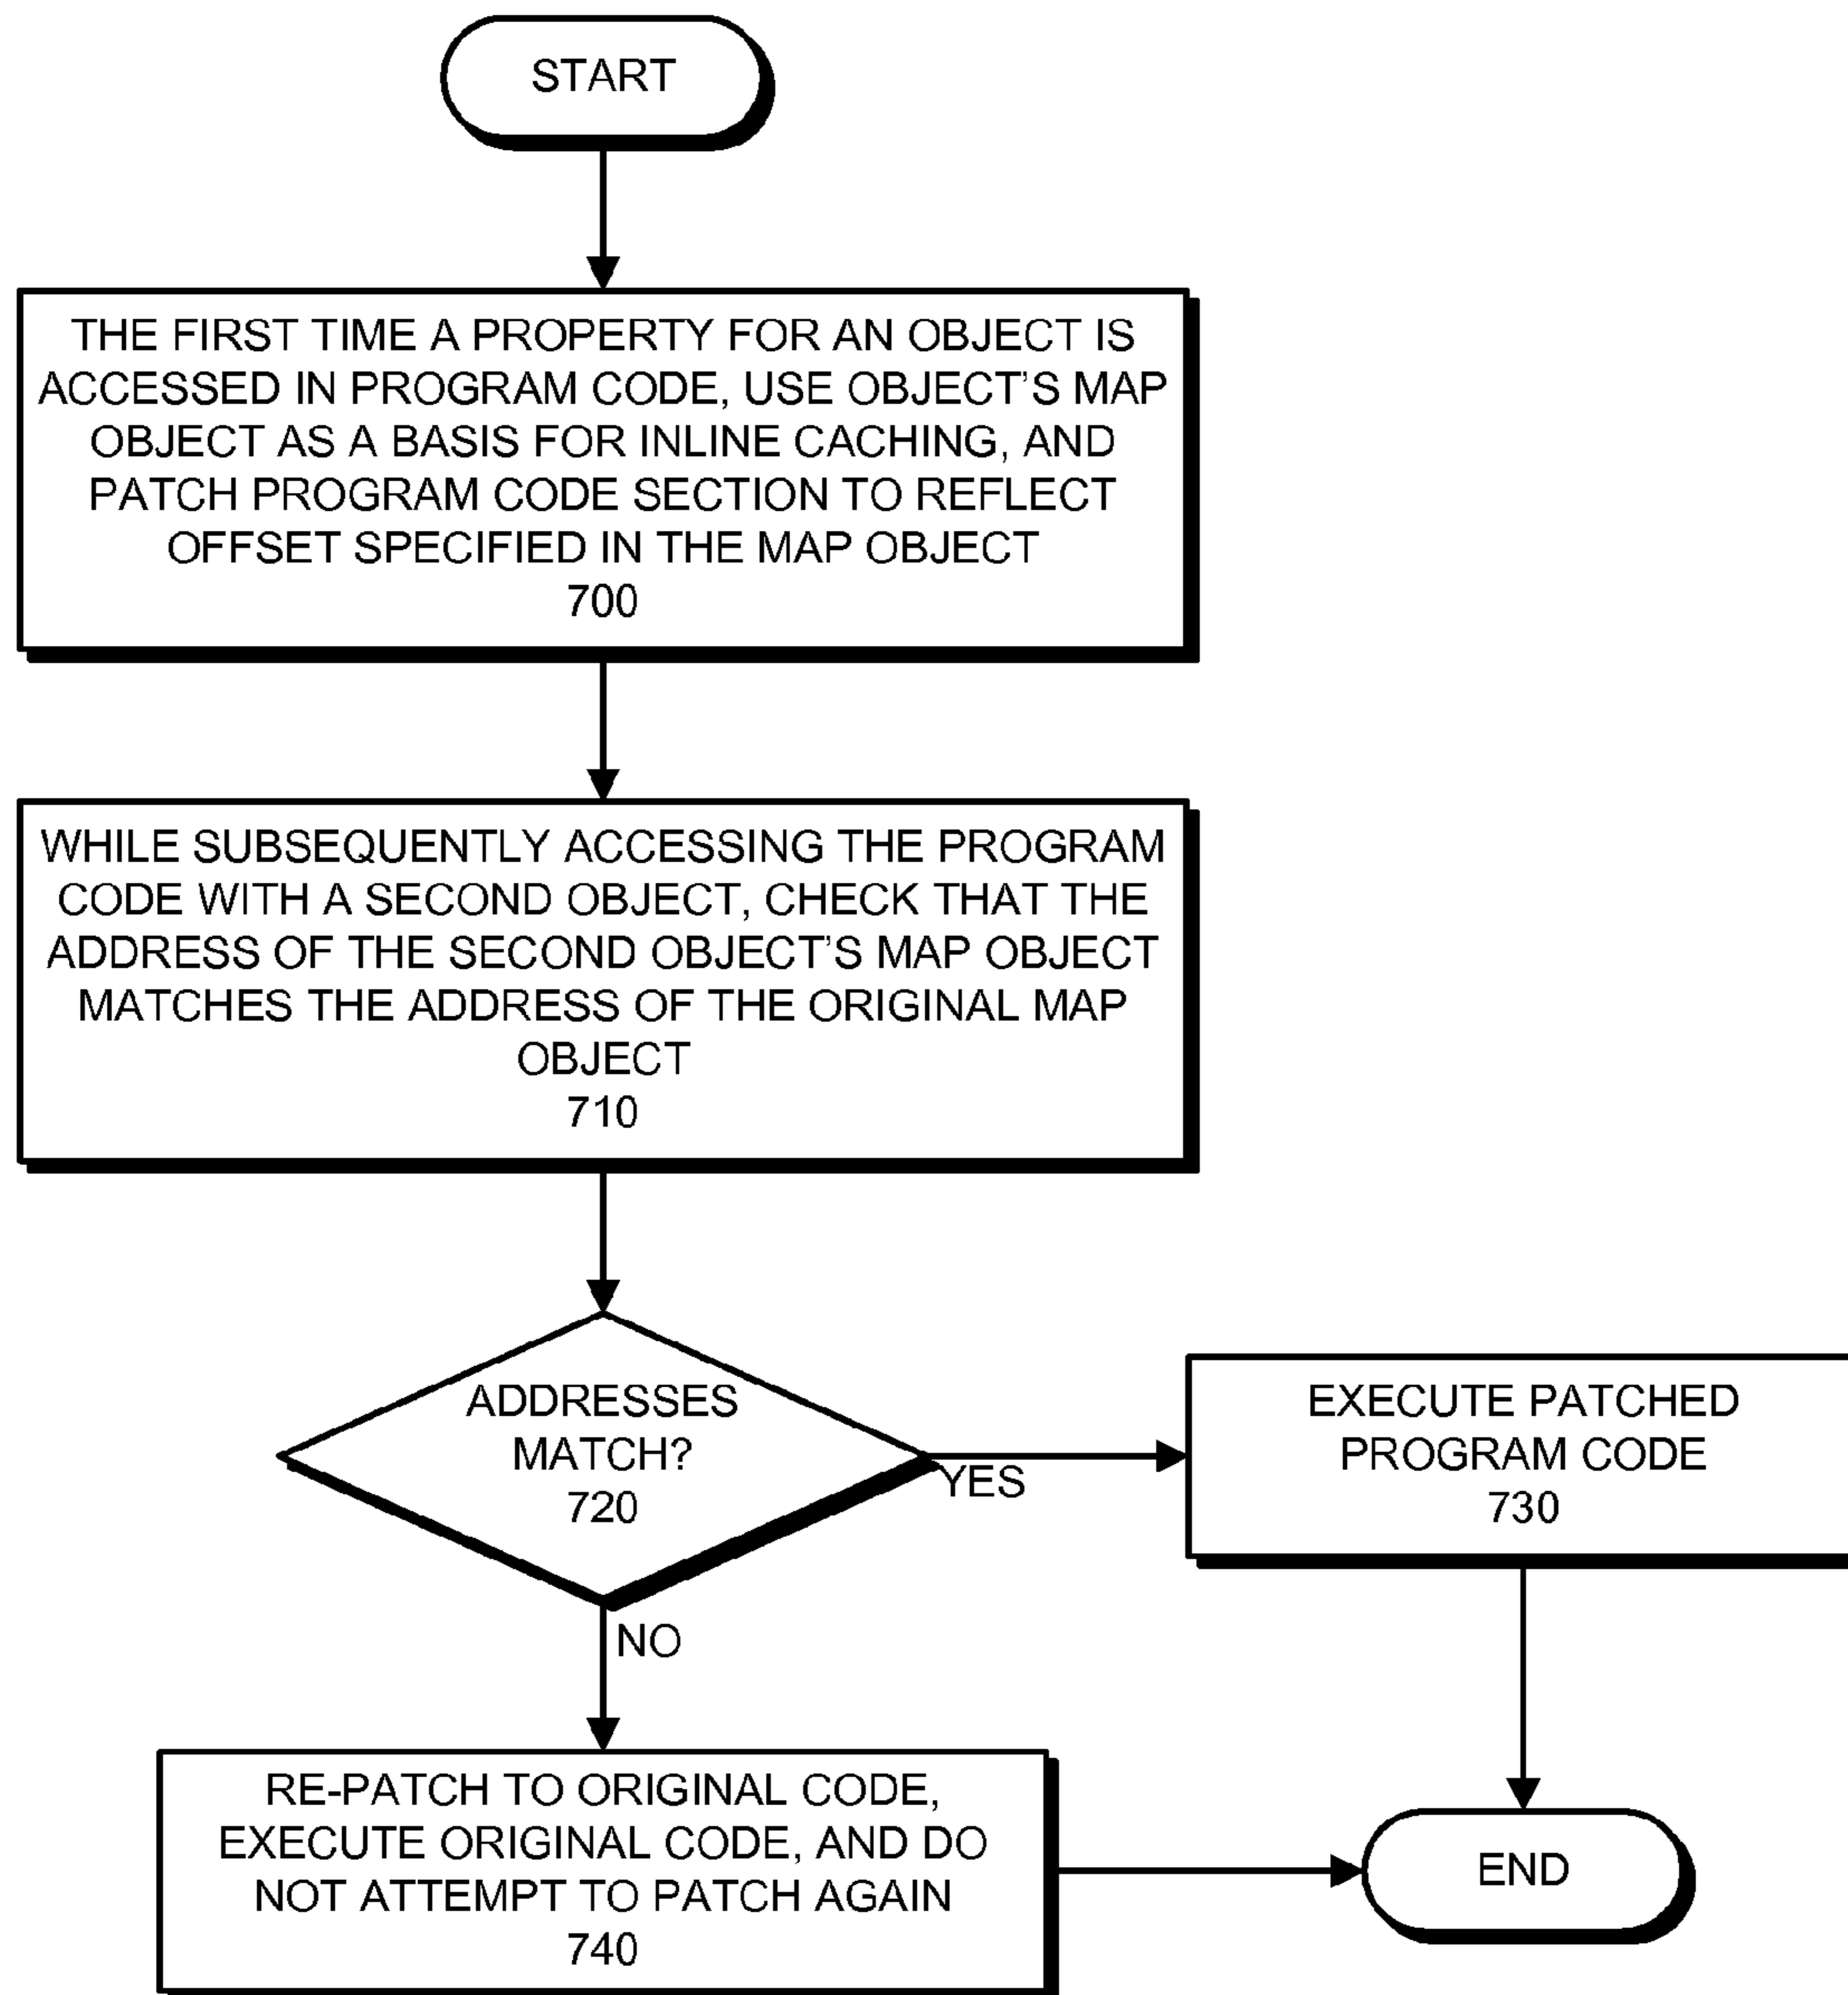 START
THE FIRST TIME A PROPERTY FOR AN OBJECT IS
ACCESSED IN PROGRAM CODE, USE OBJECT'S MAP
OBJECT AS A BASIS FOR INLINE CACHING, AND
PATCH PROGRAM CODE SECTION TO REFLECT
OFFSET SPECIFIED IN THE MAP OBJECT
700
WHILE SUBSEQUENTLY ACCESSING THE PROGRAM
CODE WITH A SECOND OBJECT, CHECK THAT THE
ADDRESS OF THE SECOND OBJECT'S MAP OBJECT
MATCHES THE ADDRESS OF THE ORIGINAL MAP
OBJECT
710
ADDRESSES
MATCH?
720
YES
EXECUTE PATCHED
PROGRAM CODE
730
NO
RE-PATCH TO ORIGINAL CODE,
EXECUTE ORIGINAL CODE, AND DO
NOT ATTEMPT TO PATCH AGAIN
740
END